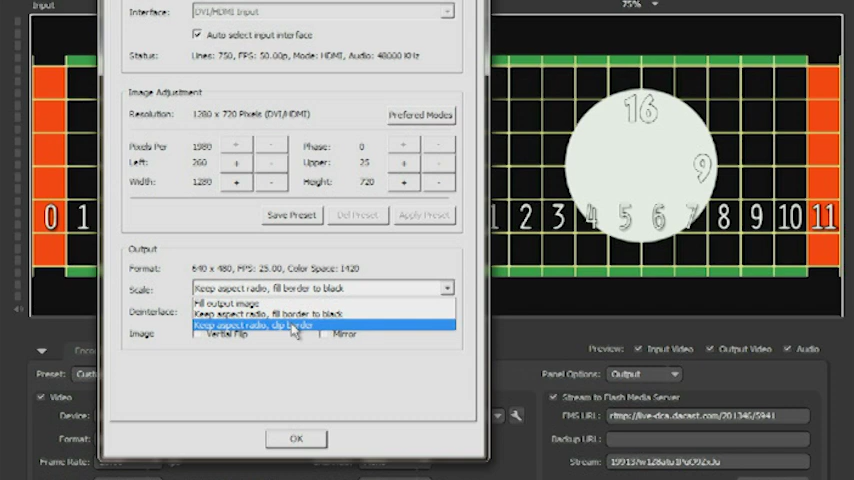 Input
75%
Interface: DVI/HDMI Input
Auto select input interface
Status: Lines: 750, FPS: 50.00p, Mode: HDMI, Audio: 48000 KHz
Image Adjustment
Resolution: 1280 x 720 Pixels (DVI/HDMI)
Prefered Modes
Pixels Per 1980 + - Phase: 0 + -
Left: 260 + - Upper: 25 + -
Width: 1280 + - Height: 720 + -
Save Preset Del Preset Apply Preset
Output
Format: 640 x 480, FPS: 25.00, Color Space: I420
Scale: Keep aspect radio, fill border to black
Fill output image
Deinterlace: Keep aspect radio, fill border to black
Keep aspect radio, clip border
Image Vertial Flip Mirror
OK
16
9
0 1
1 2 3 4 5 6 7 8 9 10 11
Preview: Input Video Output Video Audio
Preset:
Panel Options: Output
Video
Stream to Flash Media Server
Device:
FMS URL: rtmp://live-dca.dacast.com/201346/5941
Format:
Backup URL:
Frame Rate:
Stream: